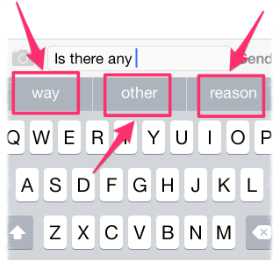 Is there any Send
way other reason
Q W E R Y U I O P
A S D F G H J K L
Z X C V B N M